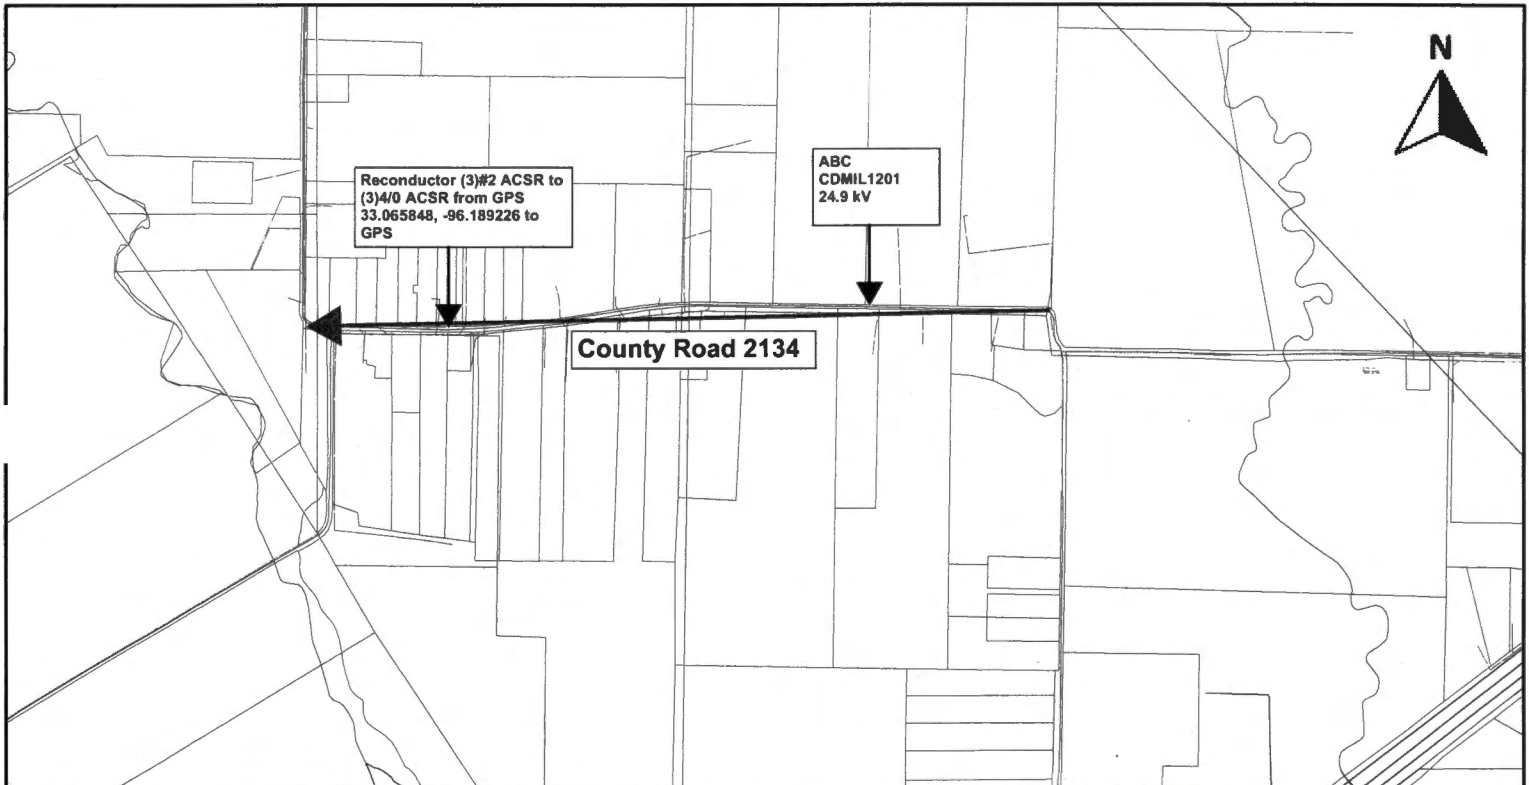 N
Reconductor (3)#2 ACSR to
(3)4/0 ACSR from GPS
33.065848, -96.189226 to
GPS
ABC
CDMIL1201
24.9 kV
County Road 2134